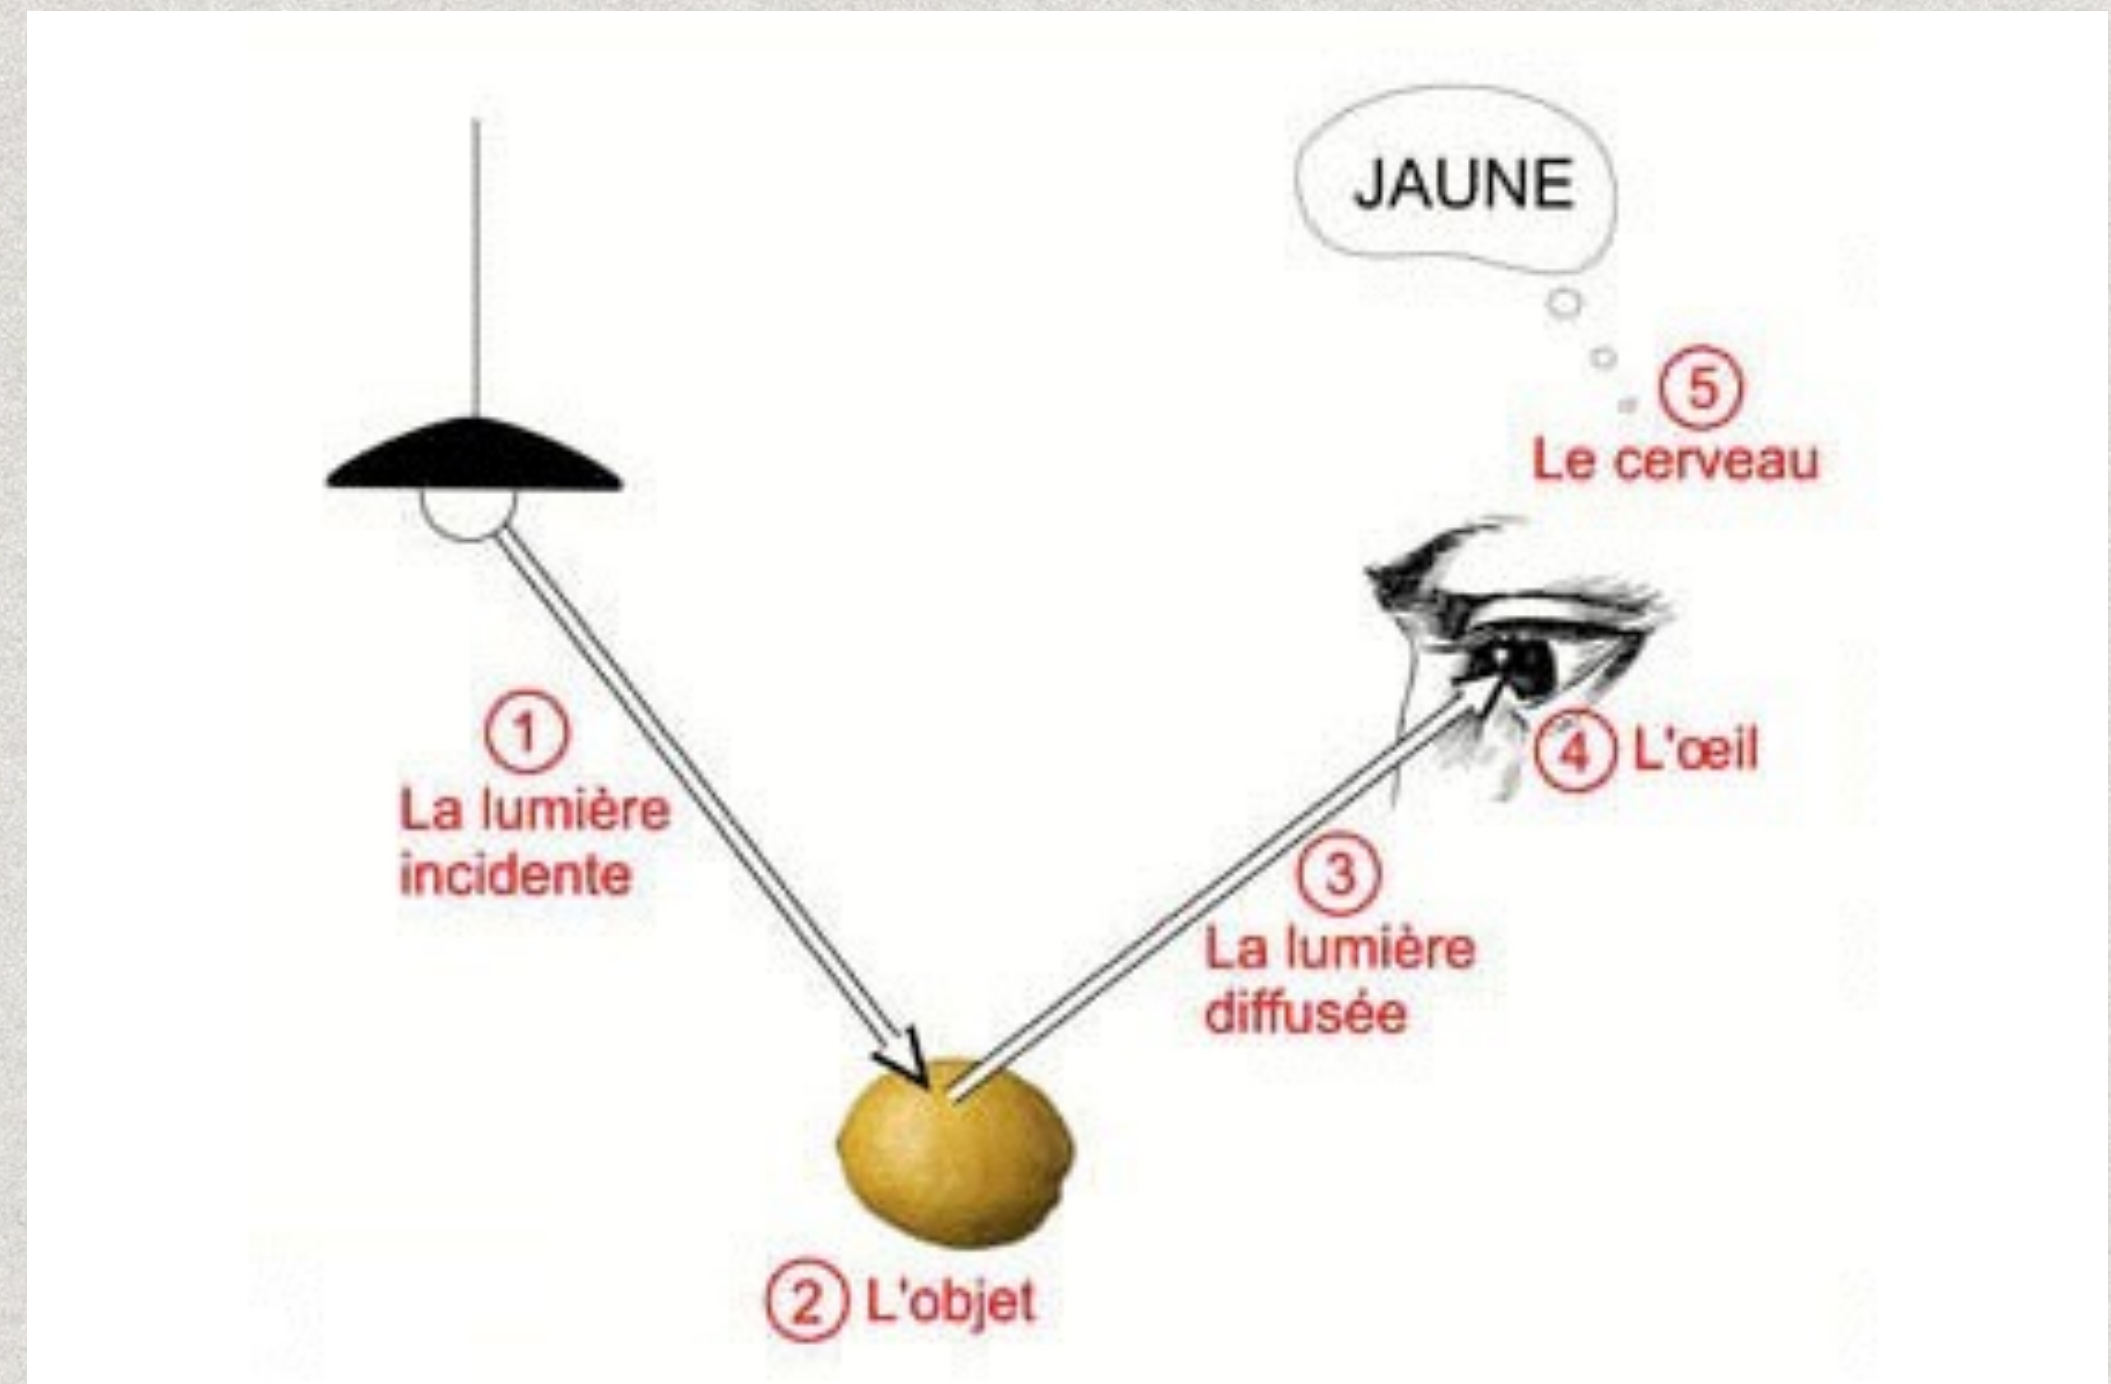 JAUNE
5
Le cerveau
1
La lumière
incidente
4 L'œil
3
La lumière
diffusée
2 L'objet